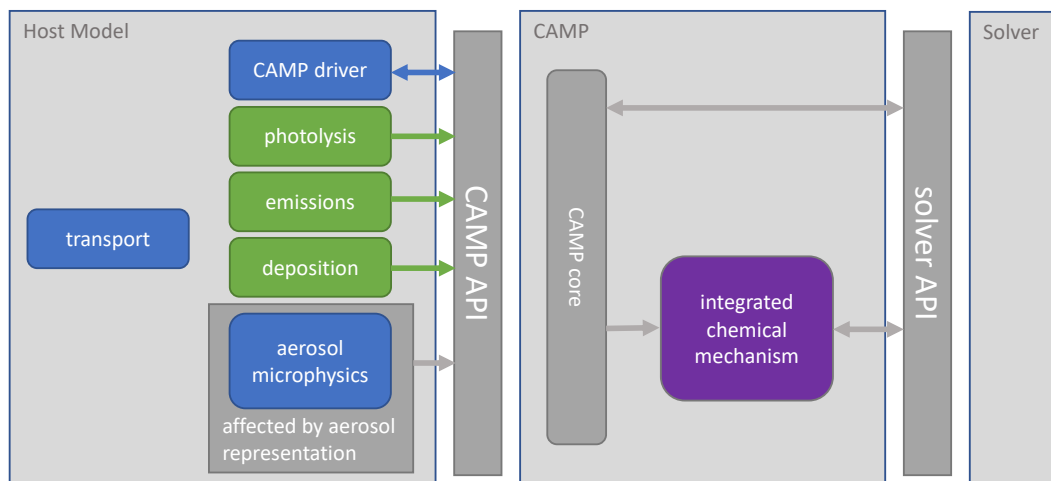 Host Model
CAMP driver
photolysis
emissions
deposition
transport
aerosol
microphysics
affected by aerosol
representation
CAMP API
CAMP
CAMP core
integrated
chemical
mechanism
solver API
Solver